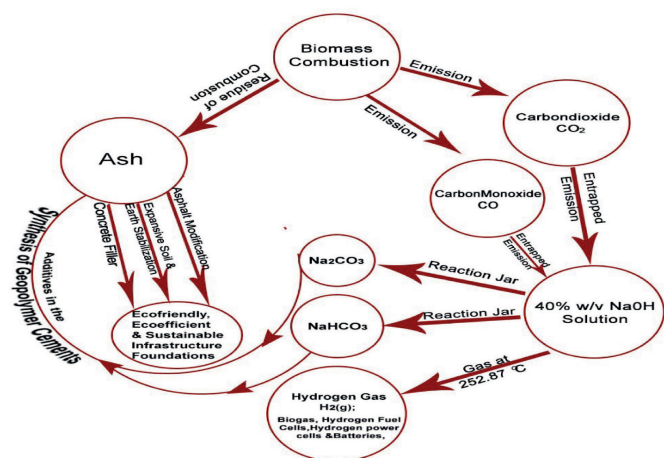 Biomass
Combustion
Emission
Residue of
Combuston
Emission
Carbondioxide
CO₂
Ash
CarbonMonoxide
CO
Entrapped
Emission
Entrapped
Emission
Asphalt Modification
Expansive Soil &
Earth Stabilization
Concrete Filler
Synthesis of Geopolymer Cements
Additives in the
Na₂CO₃
Reaction Jar
40% w/v Na0H
Solution
Ecofriendly,
Ecoefficient
& Sustainable
Infrastructure
Foundations
NaHCO₃
Reaction Jar
Gas at
252.87 °C
Hydrogen Gas
H2(g);
Biogas, Hydrogen Fuel
Cells,Hydrogen power
cells &Batteries,